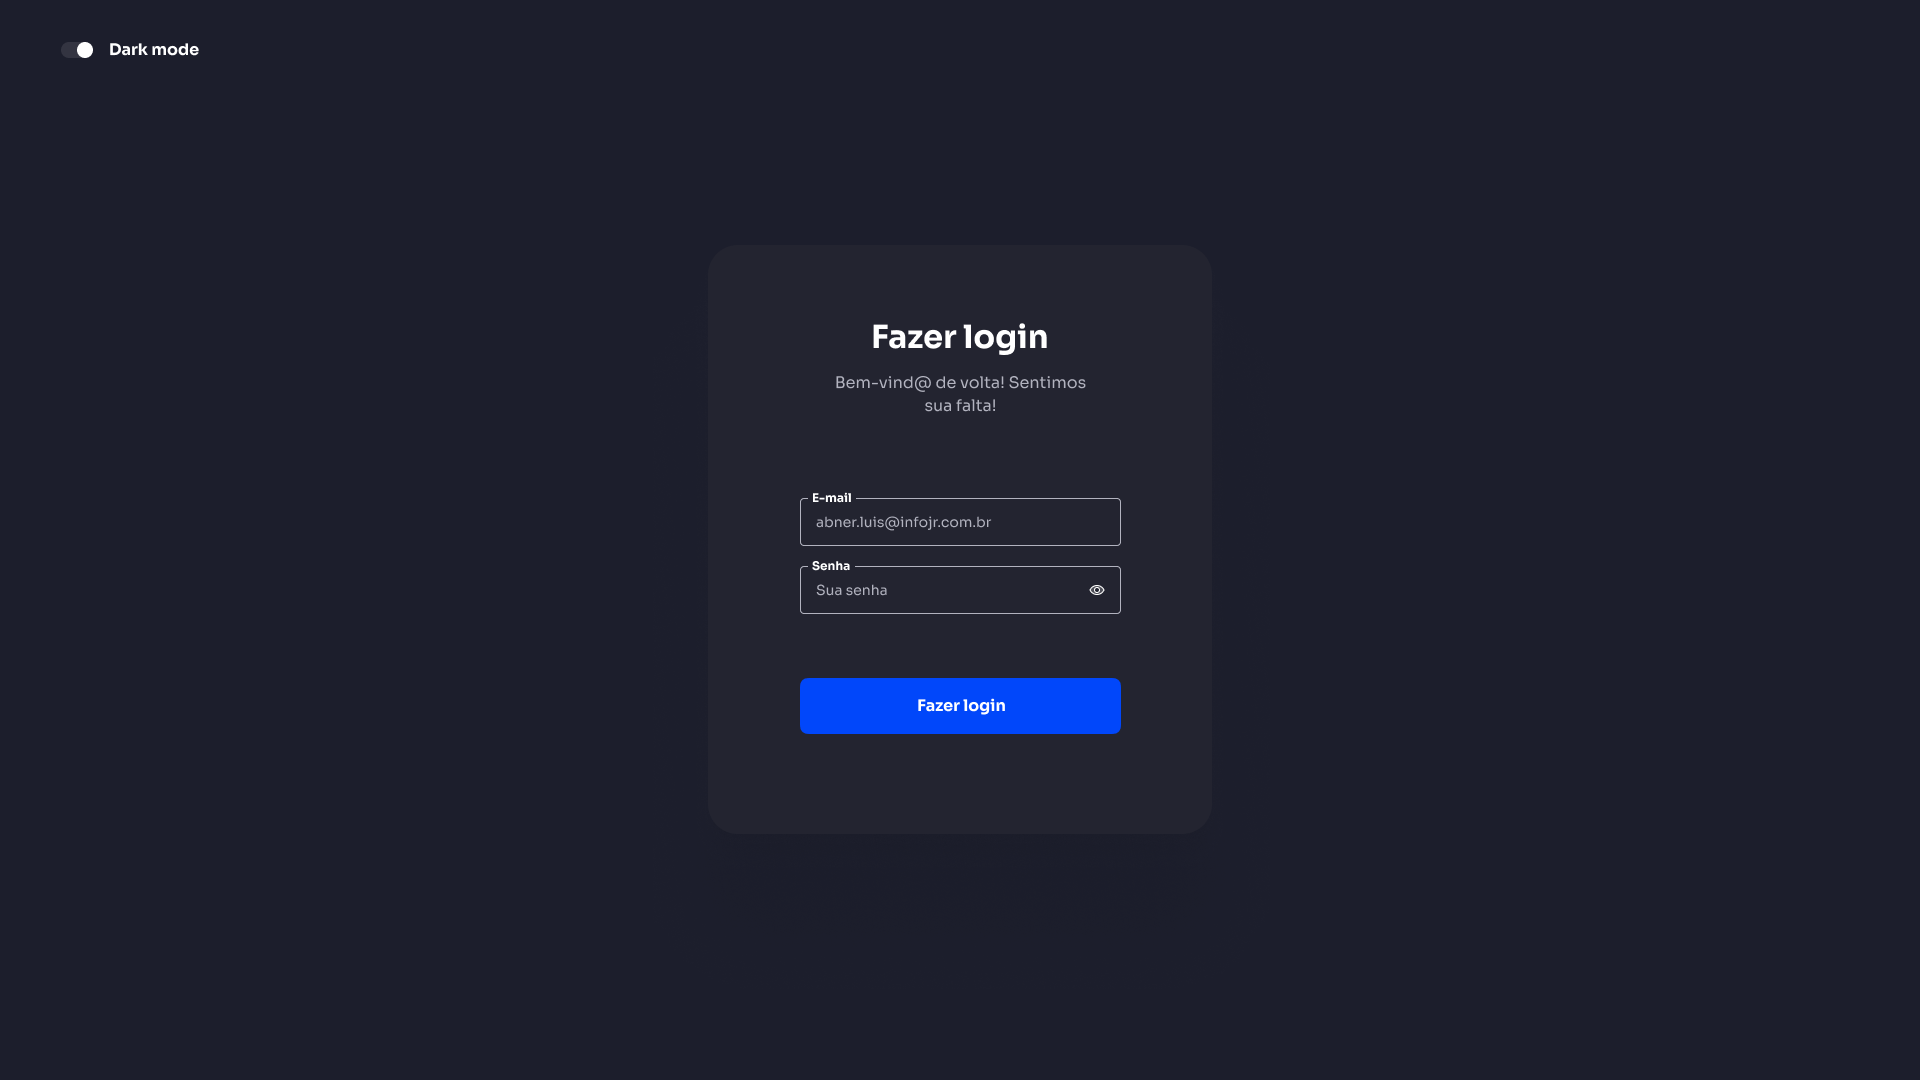 Dark mode
Fazer login
Bem-vind@ de volta! Sentimos
sua falta!
E-mail
abner.luis@infojr.com.br
Senha
Sua senha
Fazer login